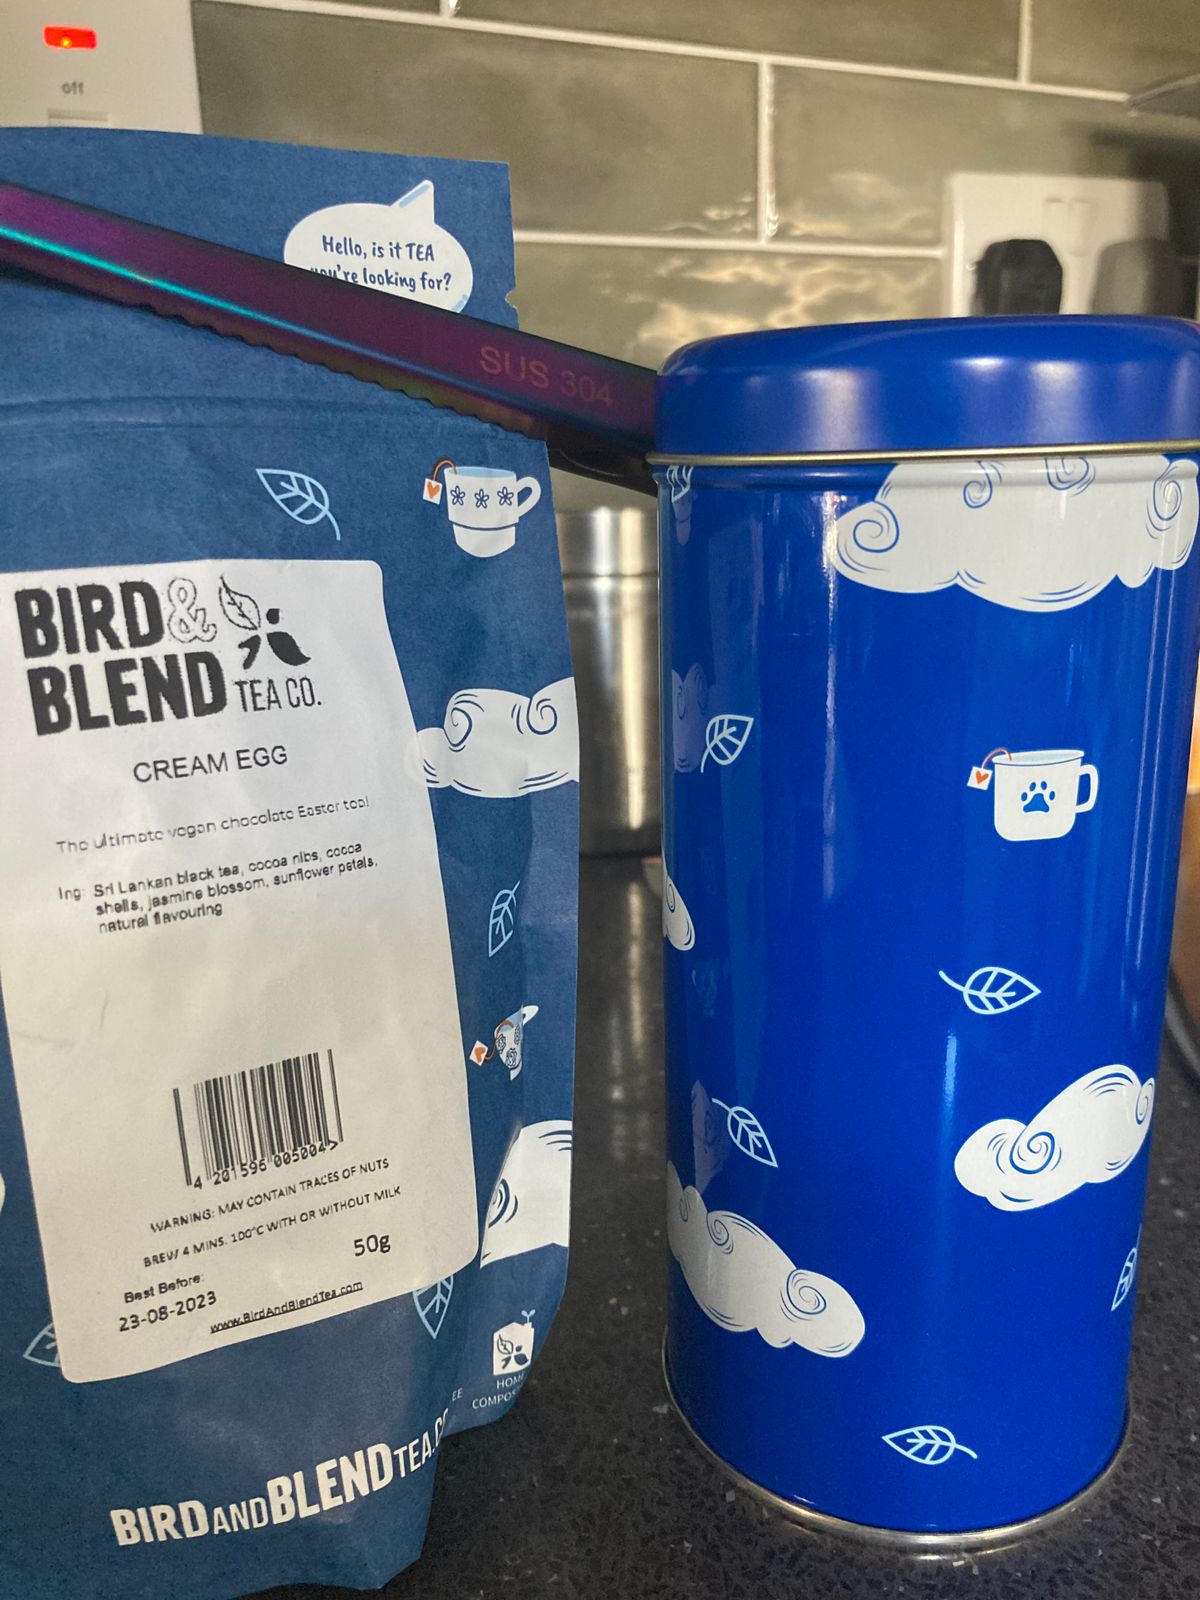 off
Hello, is it TEA
you're looking for?
SUS 304
BIRD&
BLEND
TEA CO.
CREAM EGG
The ultimate vegan chocolate Easter tea!
Ing: Sri Lankan black tea, cocoa nibs, cocoa
shells, jasmine blossom, sunflower petals,
natural flavouring
4 201596 005004>
WARNING: MAY CONTAIN TRACES OF NUTS
BREW 4 MINS. 100°C WITH OR WITHOUT MILK
50g
Best Before:
23-08-2023
www.BirdAndBlendTea.com
EE
HOME
COMPOS
BIRDANDBLENDTEA.C